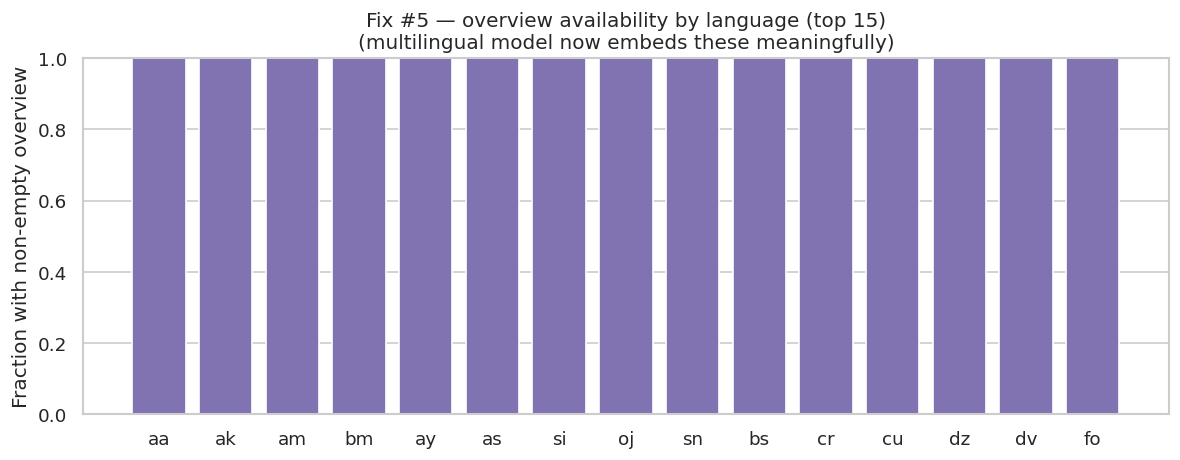 Fix #5 — overview availability by language (top 15)
(multilingual model now embeds these meaningfully)
Fraction with non-empty overview
1.0
0.8
0.6
0.4
0.2
0.0
aa ak am bm ay as si oj sn bs cr cu dz dv fo